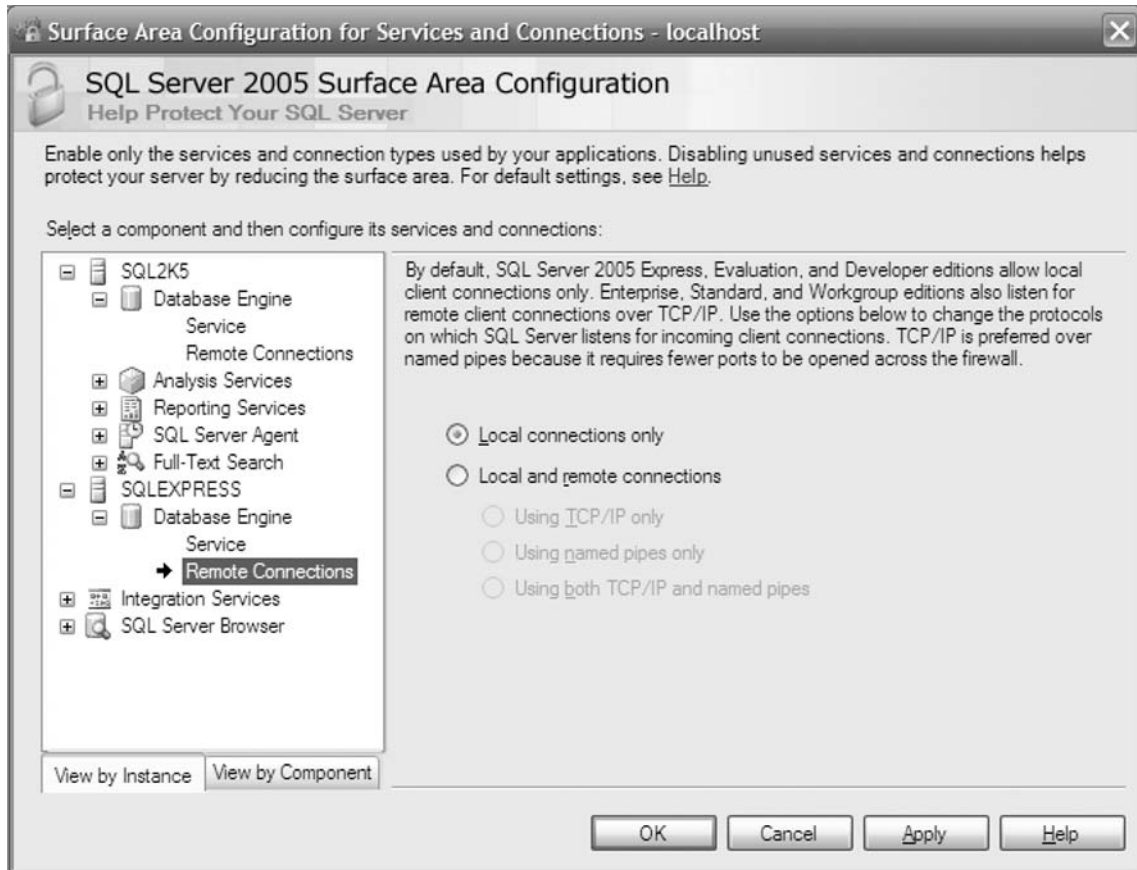 Surface Area Configuration for Services and Connections - localhost
SQL Server 2005 Surface Area Configuration
Help Protect Your SQL Server
Enable only the services and connection types used by your applications. Disabling unused services and connections helps
protect your server by reducing the surface area. For default settings, see Help.
Select a component and then configure its services and connections:
SQL2K5
Database Engine
Service
Remote Connections
Analysis Services
Reporting Services
SQL Server Agent
Full-Text Search
SQLEXPRESS
Database Engine
Service
Remote Connections
Integration Services
SQL Server Browser
View by Instance
View by Component
By default, SQL Server 2005 Express, Evaluation, and Developer editions allow local
client connections only. Enterprise, Standard, and Workgroup editions also listen for
remote client connections over TCP/IP. Use the options below to change the protocols
on which SQL Server listens for incoming client connections. TCP/IP is preferred over
named pipes because it requires fewer ports to be opened across the firewall.
Local connections only
Local and remote connections
Using TCP/IP only
Using named pipes only
Using both TCP/IP and named pipes
OK
Cancel
Apply
Help